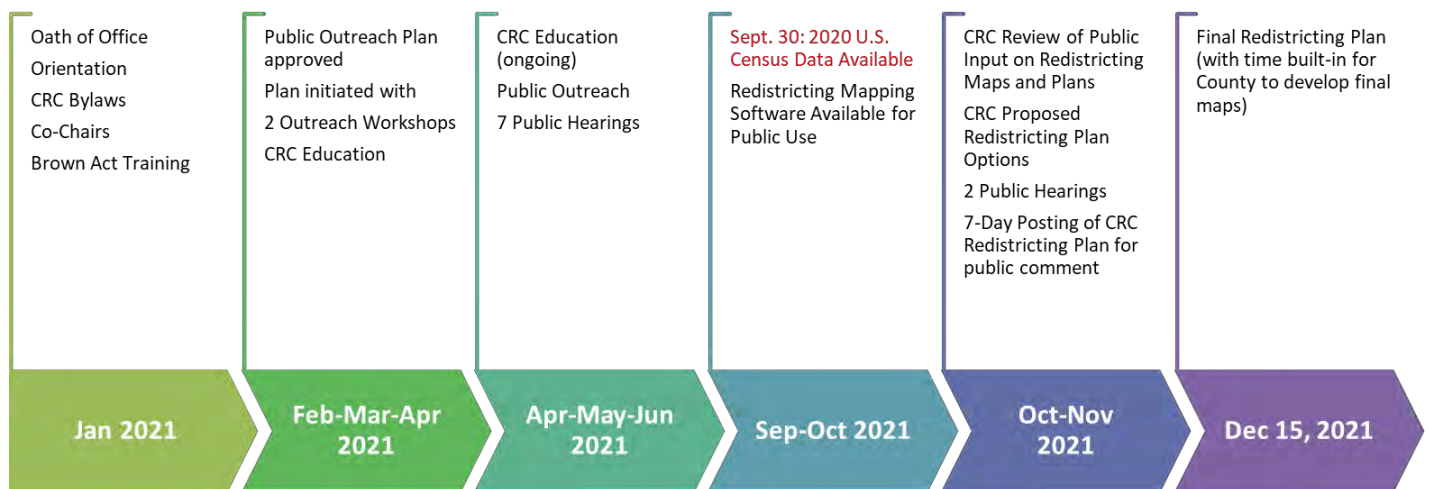 Oath of Office
Orientation
CRC Bylaws
Co-Chairs
Brown Act Training
Jan 2021
Public Outreach Plan
approved
Plan initiated with
2 Outreach Workshops
CRC Education
Feb-Mar-Apr
2021
CRC Education
(ongoing)
Public Outreach
7 Public Hearings
Apr-May-Jun
2021
Sept. 30: 2020 U.S.
Census Data Available
Redistricting Mapping
Software Available for
Public Use
Sep-Oct 2021
CRC Review of Public
Input on Redistricting
Maps and Plans
CRC Proposed
Redistricting Plan
Options
2 Public Hearings
7-Day Posting of CRC
Redistricting Plan for
public comment
Oct-Nov
2021
Final Redistricting Plan
(with time built-in for
County to develop final
maps)
Dec 15, 2021